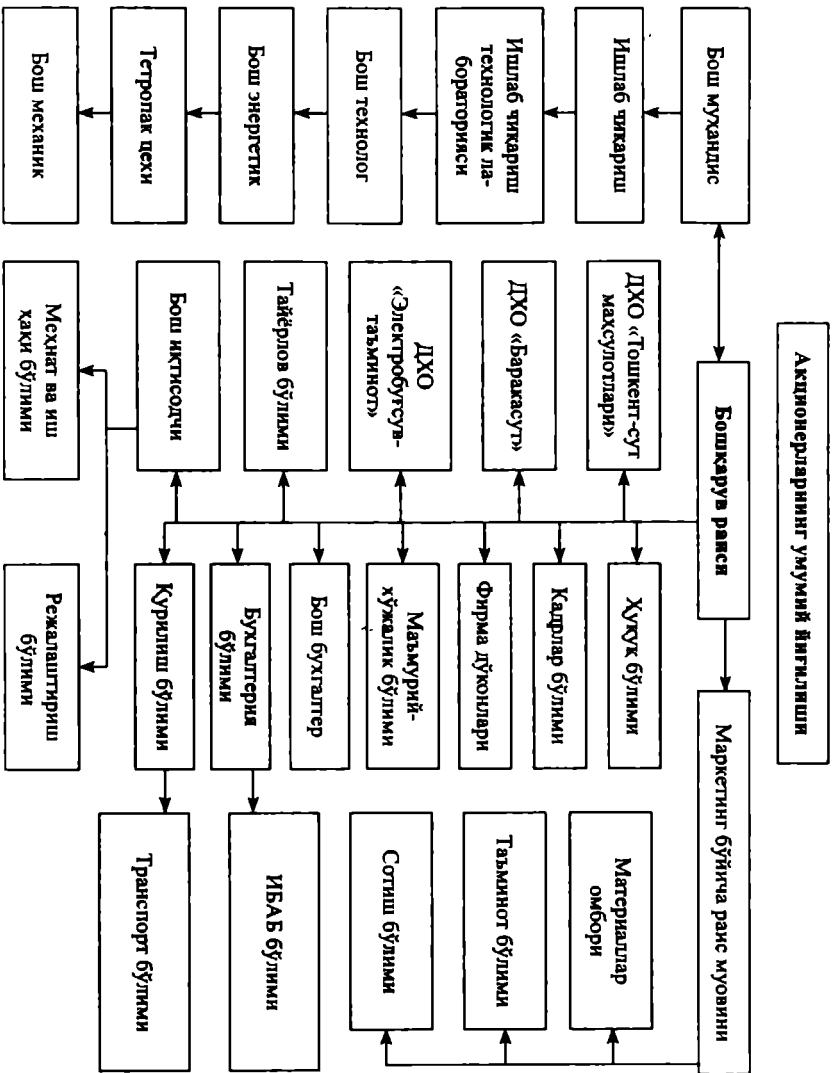 Акционерларнинг умумий йиғилиши
Бош муҳандис
Бошқарув раиси
Маркетинг бўйича раис муовини
Ишлаб чиқариш
Ишлаб чиқариш
технологик ла-
бораторияси
Бош технолог
Бош энергетик
Тетропак цехи
Бош механик
ДХО «Тошкент-сут
маҳсулотлари»
ДХО «Баракасут»
ДХО
«Электробуғсув-
таъминот»
Тайёрлов бўлими
Бош иқтисодчи
Меҳнат ва иш
ҳақи бўлими
Ҳуқуқ бўлими
Кадрлар бўлими
Фирма дўконлари
Маъмурий-
хўжалик бўлими
Бош бухгалтер
Бухгалтерия
бўлими
Қурилиш бўлими
Режалаштириш
бўлими
Материаллар
омбори
Таъминот бўлими
Сотиш бўлими
ИБАБ бўлими
Транспорт бўлими